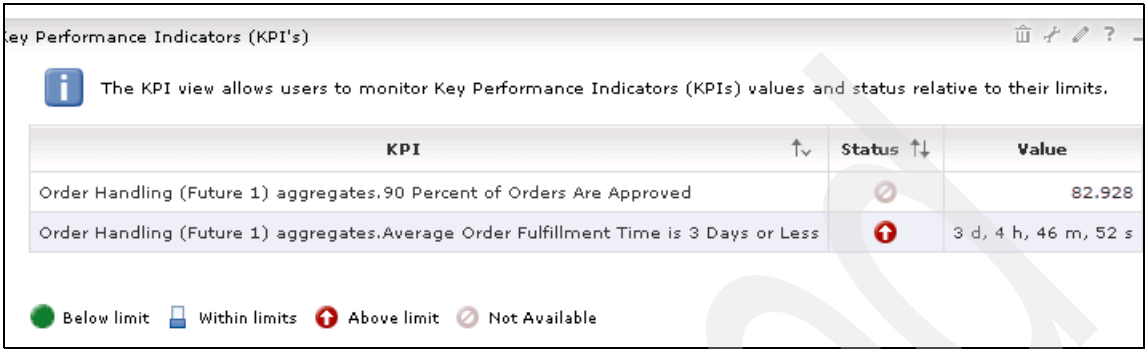 ey Performance Indicators (KPI's) ?
The KPI view allows users to monitor Key Performance Indicators (KPIs) values and status relative to their limits.
KPI Status Value
Order Handling (Future 1) aggregates.90 Percent of Orders Are Approved 82.928
Order Handling (Future 1) aggregates.Average Order Fulfillment Time is 3 Days or Less 3 d, 4 h, 46 m, 52 s
Below limit Within limits Above limit Not Available